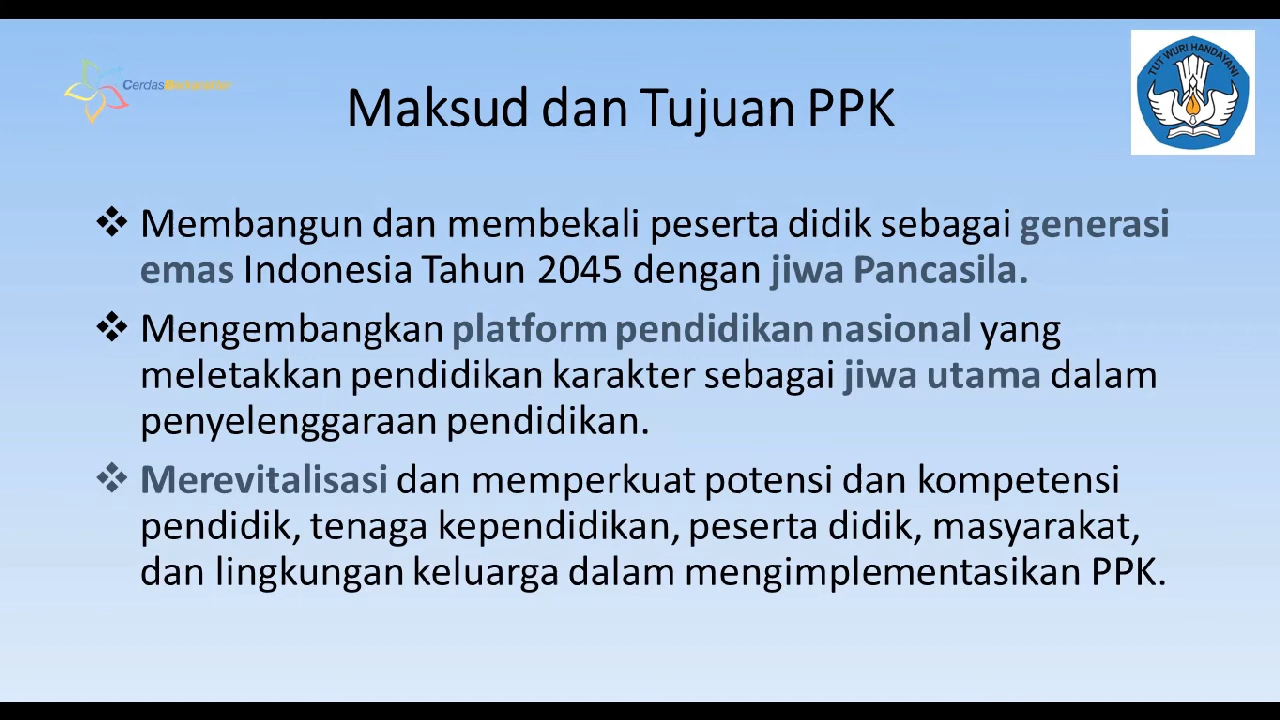 CerdasBerkarakter
Maksud dan Tujuan PPK
TUT WURI HANDAYANI
❖ Membangun dan membekali peserta didik sebagai generasi
emas Indonesia Tahun 2045 dengan jiwa Pancasila.
❖ Mengembangkan platform pendidikan nasional yang
meletakkan pendidikan karakter sebagai jiwa utama dalam
penyelenggaraan pendidikan.
❖ Merevitalisasi dan memperkuat potensi dan kompetensi
pendidik, tenaga kependidikan, peserta didik, masyarakat,
dan lingkungan keluarga dalam mengimplementasikan PPK.